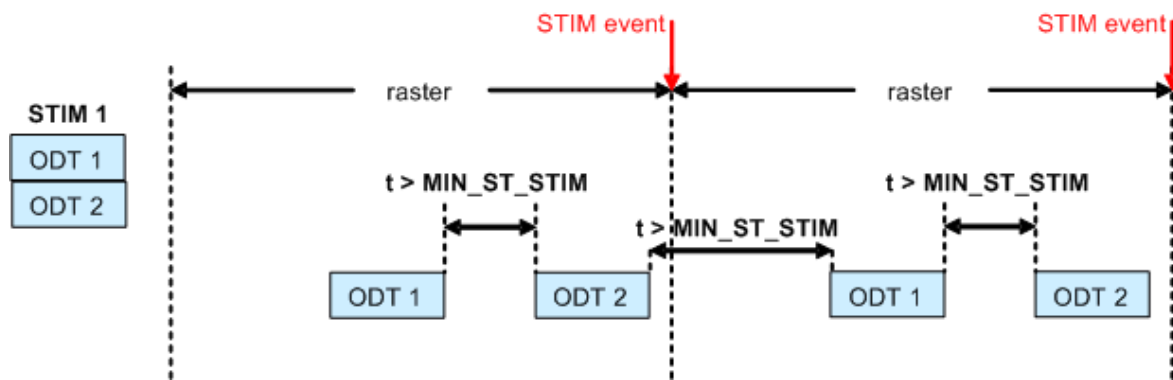 STIM event
STIM event
raster
raster
STIM 1
ODT 1
ODT 2
t > MIN_ST_STIM
t > MIN_ST_STIM
t > MIN_ST_STIM
ODT 1
ODT 2
ODT 1
ODT 2